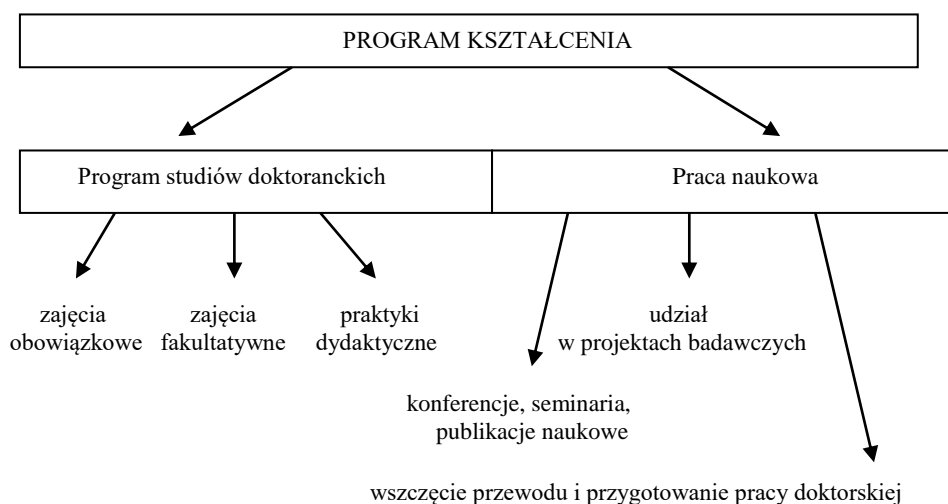 PROGRAM KSZTAŁCENIA
Program studiów doktoranckich
Praca naukowa
zajęcia
obowiązkowe
zajęcia
fakultatywne
praktyki
dydaktyczne
udział
w projektach badawczych
konferencje, seminaria,
publikacje naukowe
wszczęcie przewodu i przygotowanie pracy doktorskiej